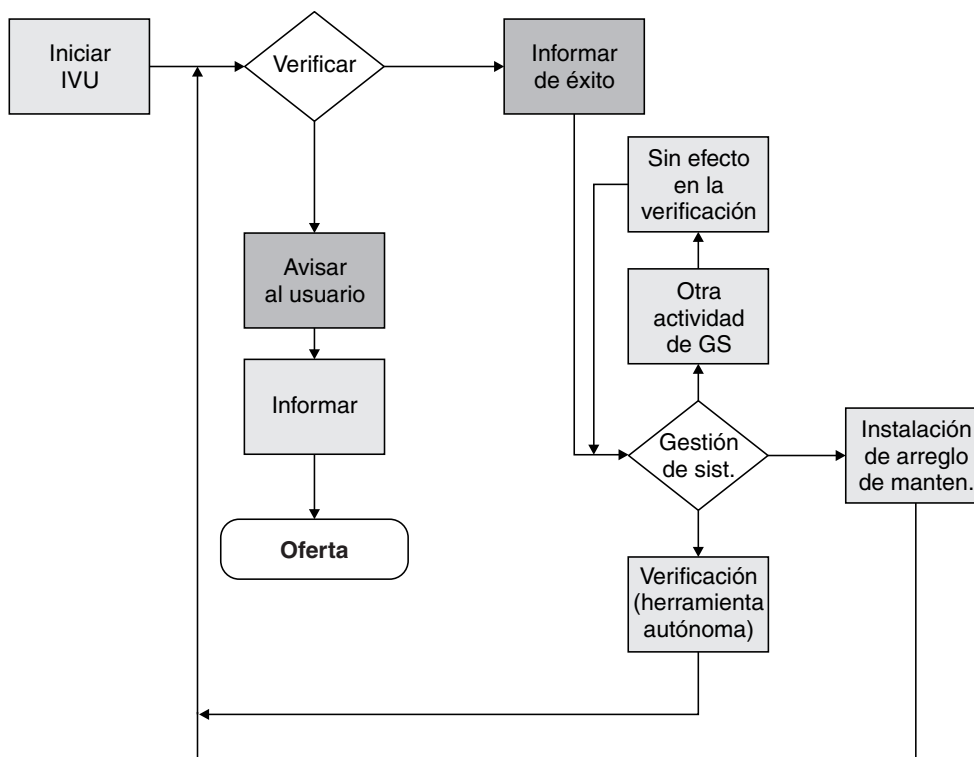 Iniciar
IVU
Verificar
Informar
de éxito
Sin efecto
en la
verificación
Avisar
al usuario
Otra
actividad
de GS
Informar
Gestión
de sist.
Instalación
de arreglo
de manten.
Oferta
Verificación
(herramienta
autónoma)